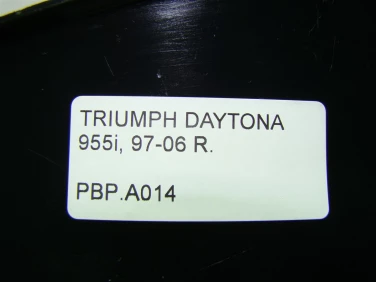 TRIUMPH DAYTONA
955i, 97-06 R.
PBP.A014